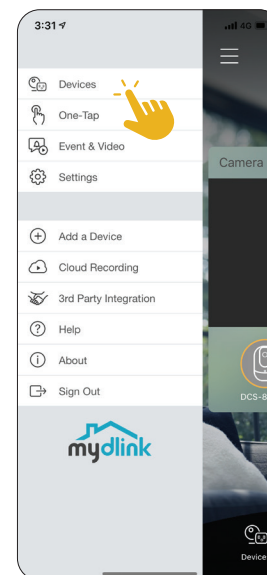 3:31
4G
Devices
One-Tap
Event & Video
Settings
Camera
Add a Device
Cloud Recording
3rd Party Integration
Help
About
Sign Out
DCS-8
mydlink
Device